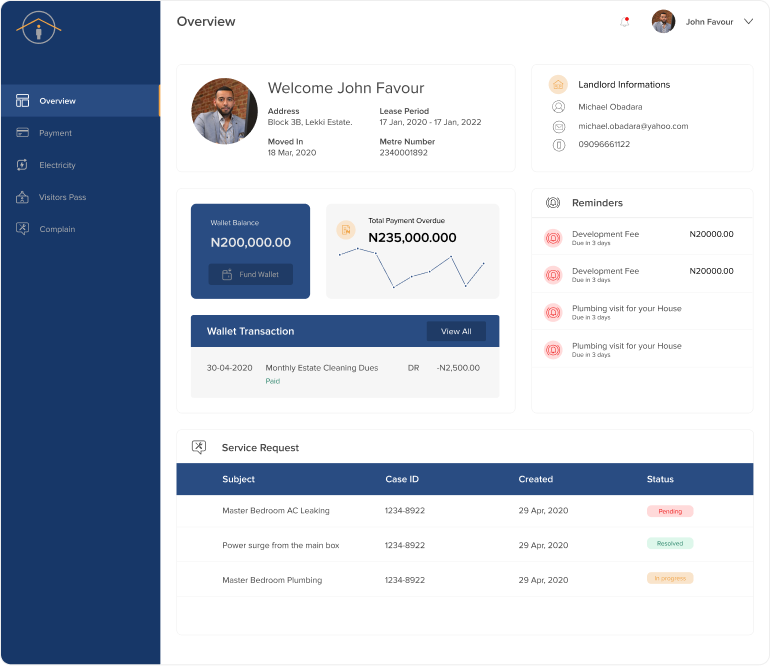 Overview
John Favour
Overview
Payment
Electricity
Visitors Pass
Complain
Welcome John Favour
Address
Block 3B, Lekki Estate.
Lease Period
17 Jan, 2020 - 17 Jan, 2022
Moved In
18 Mar, 2020
Metre Number
2340001892
Landlord Informations
Michael Obadara
michael.obadara@yahoo.com
09096661122
Wallet Balance
N200,000.00
Fund Wallet
Total Payment Overdue
N235,000.000
Wallet Transaction
View All
30-04-2020 Monthly Estate Cleaning Dues DR -N2,500.00
Paid
Reminders
Development Fee N20000.00
Due in 3 days
Development Fee N20000.00
Due in 3 days
Plumbing visit for your House
Due in 3 days
Plumbing visit for your House
Due in 3 days
Service Request
Subject Case ID Created Status
Master Bedroom AC Leaking 1234-8922 29 Apr, 2020 Pending
Power surge from the main box 1234-8922 29 Apr, 2020 Resolved
Master Bedroom Plumbing 1234-8922 29 Apr, 2020 In progress